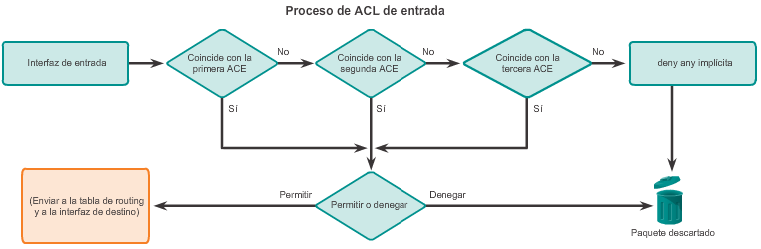 Proceso de ACL de entrada
Interfaz de entrada
Coincide con la
primera ACE
No
Coincide con la
segunda ACE
No
Coincide con la
tercera ACE
No
deny any implícita
Sí
Sí
Sí
(Enviar a la tabla de routing
y a la interfaz de destino)
Permitir
Permitir o denegar
Denegar
Paquete descartado